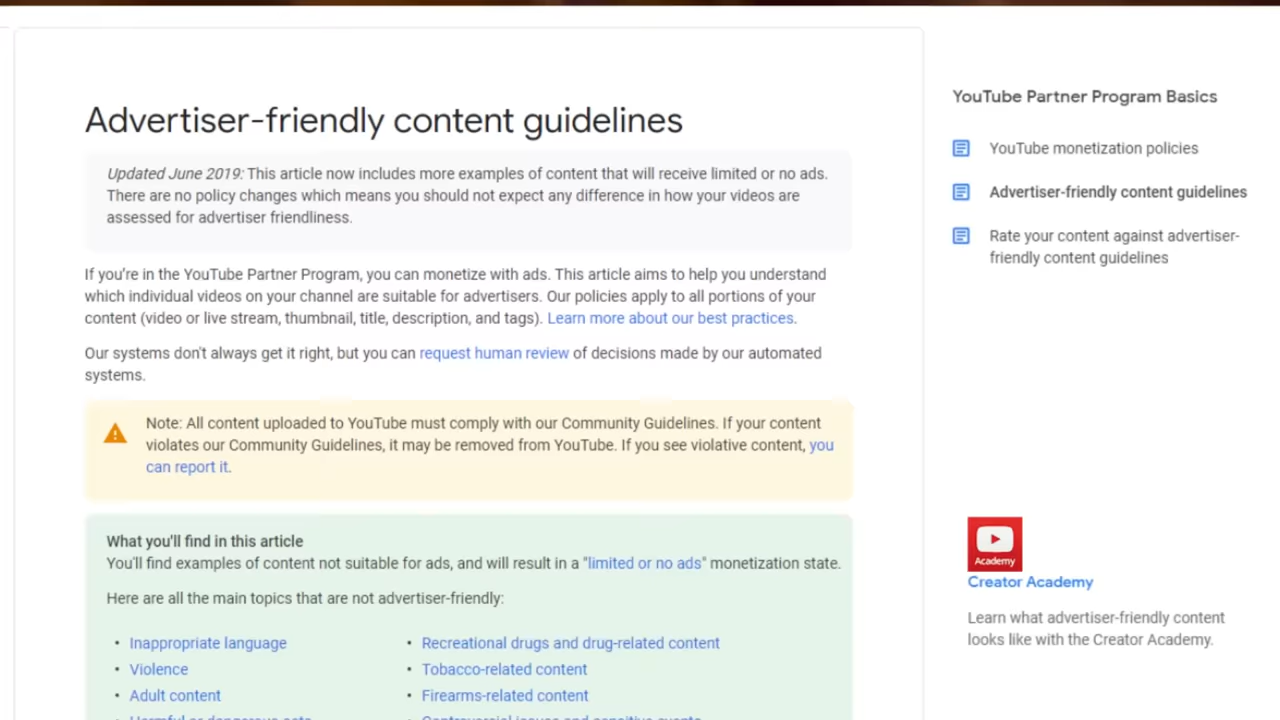 Advertiser-friendly content guidelines
Updated June 2019: This article now includes more examples of content that will receive limited or no ads.
There are no policy changes which means you should not expect any difference in how your videos are
assessed for advertiser friendliness.
If you're in the YouTube Partner Program, you can monetize with ads. This article aims to help you understand
which individual videos on your channel are suitable for advertisers. Our policies apply to all portions of your
content (video or live stream, thumbnail, title, description, and tags). Learn more about our best practices.
Our systems don't always get it right, but you can request human review of decisions made by our automated
systems.
Note: All content uploaded to YouTube must comply with our Community Guidelines. If your content
violates our Community Guidelines, it may be removed from YouTube. If you see violative content, you
can report it.
What you'll find in this article
You'll find examples of content not suitable for ads, and will result in a "limited or no ads" monetization state.
Here are all the main topics that are not advertiser-friendly:
• Inappropriate language
• Violence
• Adult content
• Harmful or dangerous acts
• Recreational drugs and drug-related content
• Tobacco-related content
• Firearms-related content
• Controversial issues and sensitive events
YouTube Partner Program Basics
YouTube monetization policies
Advertiser-friendly content guidelines
Rate your content against advertiser-
friendly content guidelines
Academy
Creator Academy
Learn what advertiser-friendly content
looks like with the Creator Academy.